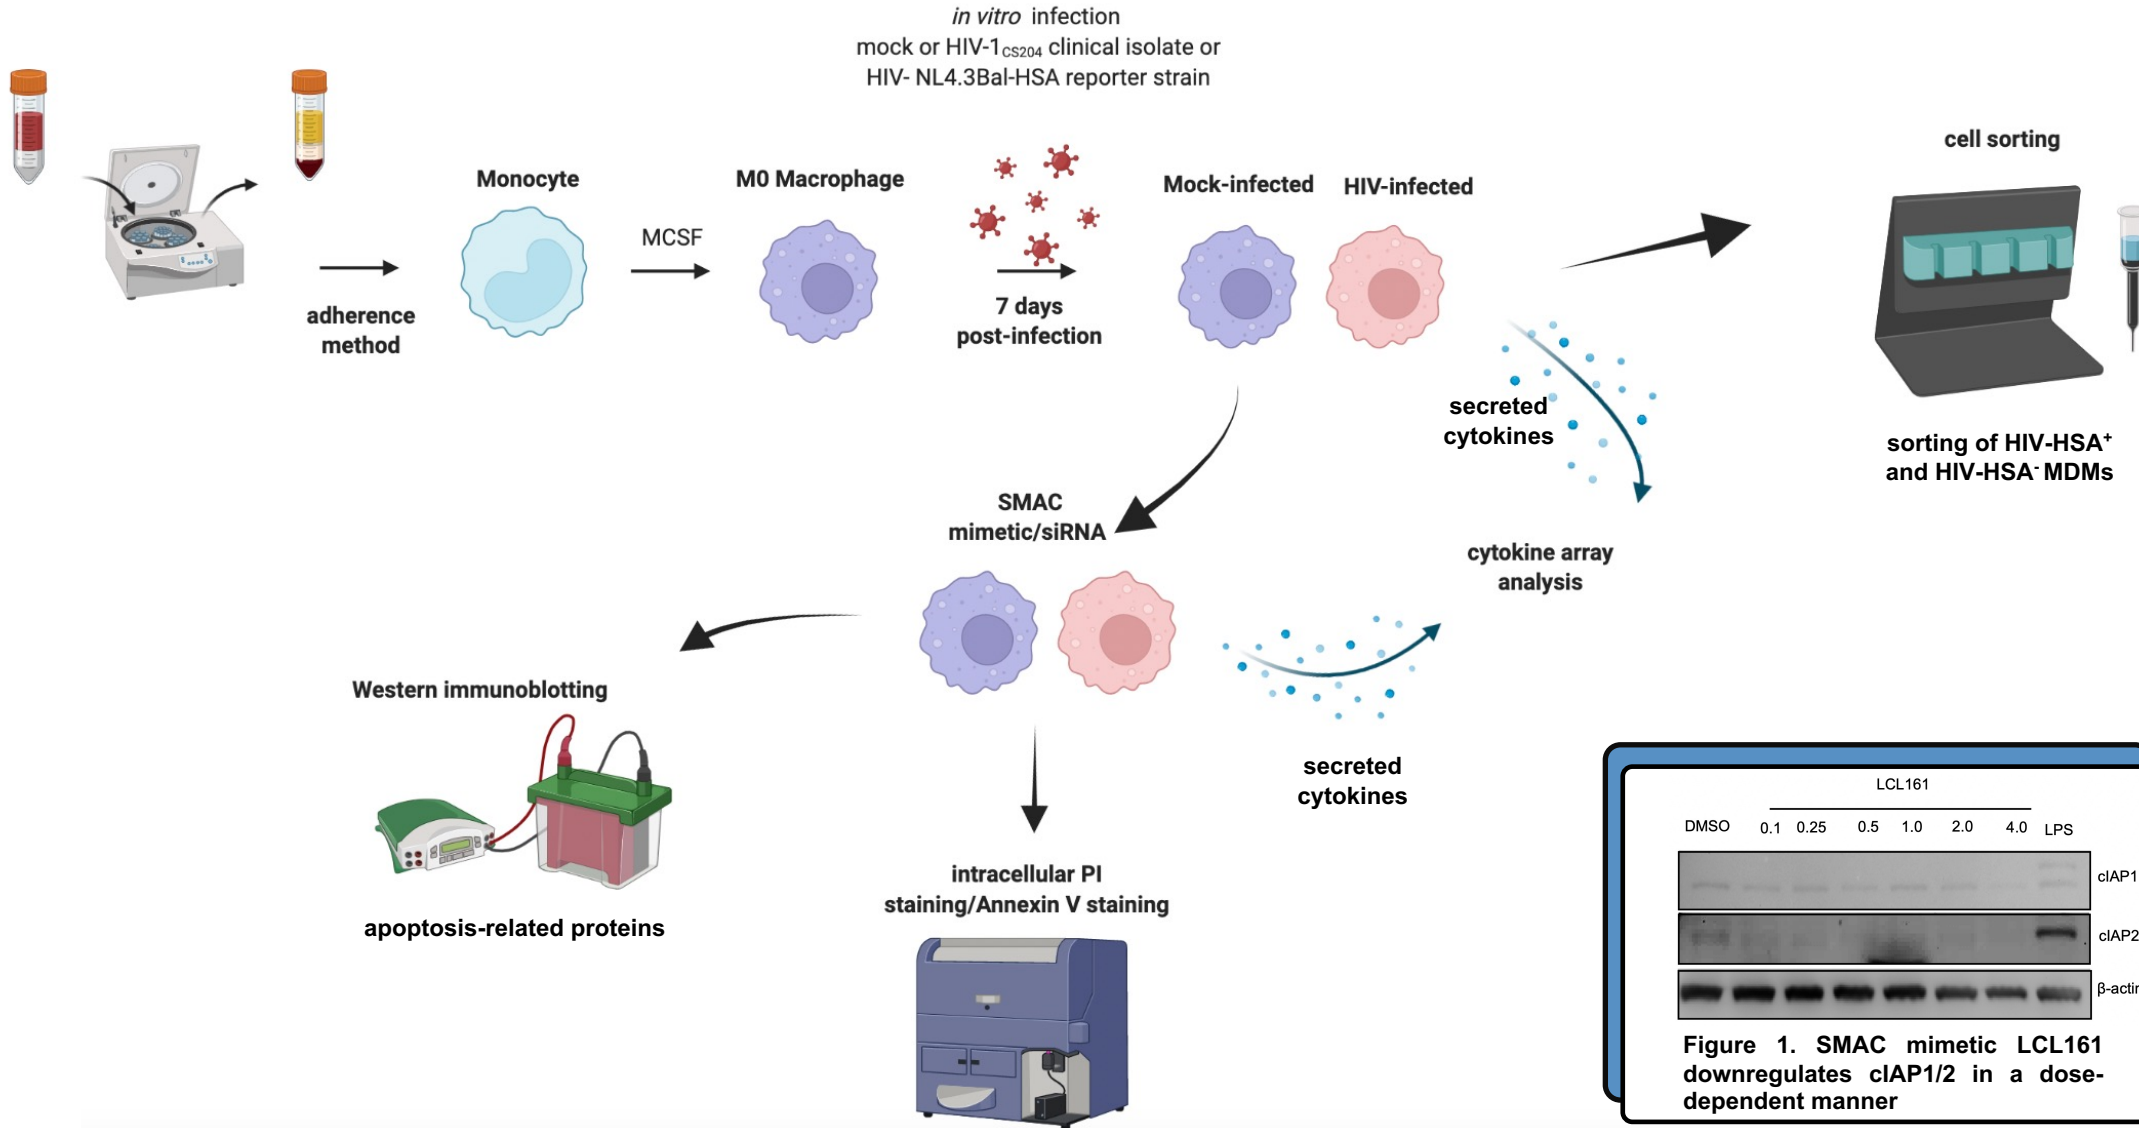 in vitro infection
mock or HIV-1CS204 clinical isolate or
HIV- NL4.3Bal-HSA reporter strain
cell sorting
Monocyte
M0 Macrophage
Mock-infected
HIV-infected
MCSF
adherence
method
7 days
post-infection
secreted
cytokines
sorting of HIV-HSA+
and HIV-HSA- MDMs
SMAC
mimetic/siRNA
cytokine array
analysis
Western immunoblotting
secreted
cytokines
apoptosis-related proteins
intracellular PI
staining/Annexin V staining
LCL161
DMSO 0.1 0.25 0.5 1.0 2.0 4.0 LPS
cIAP1
cIAP2
β-actin
Figure 1. SMAC mimetic LCL161
downregulates cIAP1/2 in a dose-
dependent manner